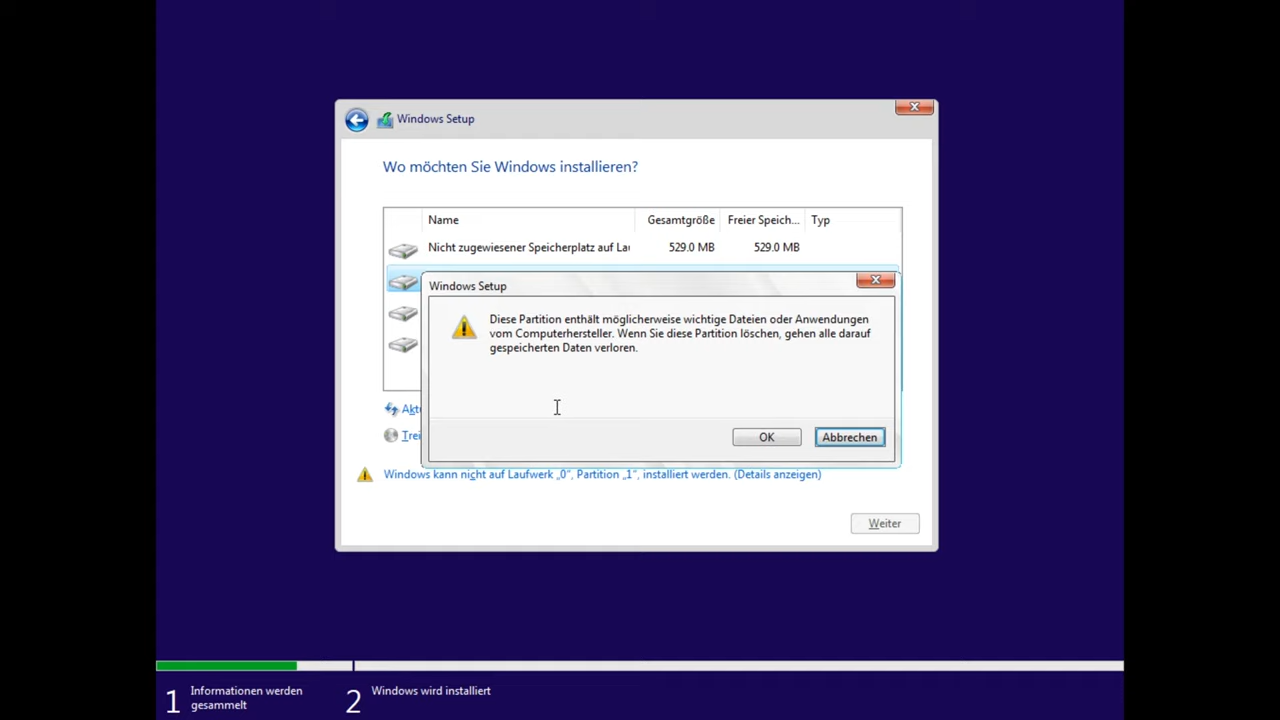 Windows Setup
Wo möchten Sie Windows installieren?
Name Gesamtgröße Freier Speich... Typ
Nicht zugewiesener Speicherplatz auf La 529.0 MB 529.0 MB
Windows Setup
Diese Partition enthält möglicherweise wichtige Dateien oder Anwendungen
vom Computerhersteller. Wenn Sie diese Partition löschen, gehen alle darauf
gespeicherten Daten verloren.
Akt
OK Abbrechen
Trei
Windows kann nicht auf Laufwerk „0“, Partition „1“, installiert werden. (Details anzeigen)
Weiter
1 Informationen werden
gesammelt
2 Windows wird installiert